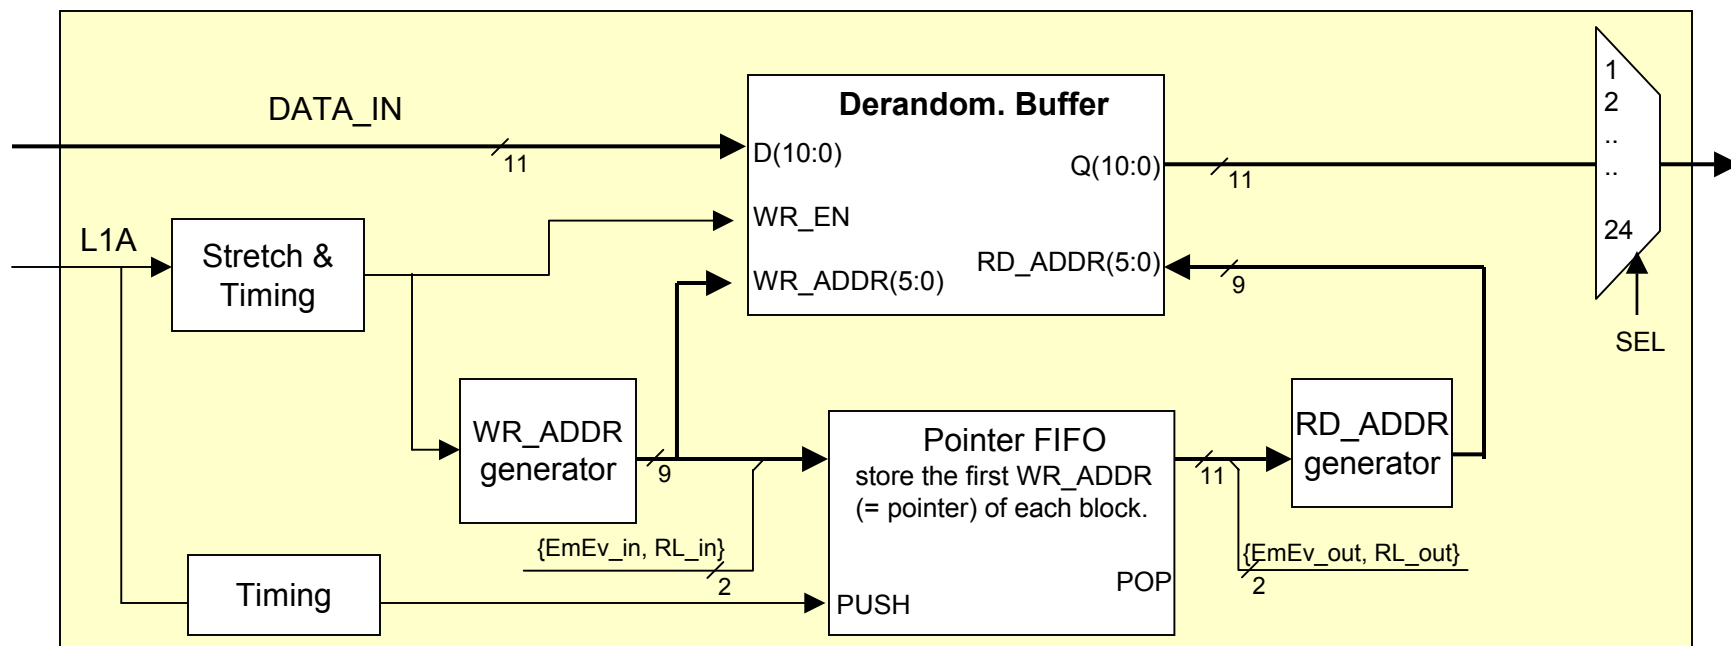 DATA_IN
11
L1A
Stretch &
Timing
Derandom. Buffer
D(10:0)
Q(10:0)
WR_EN
RD_ADDR(5:0)
WR_ADDR(5:0)
11
9
1
2
..
..
24
SEL
WR_ADDR
generator
9
{EmEv_in, RL_in}
2
Pointer FIFO
store the first WR_ADDR
(= pointer) of each block.
POP
PUSH
11
{EmEv_out, RL_out}
2
RD_ADDR
generator
Timing